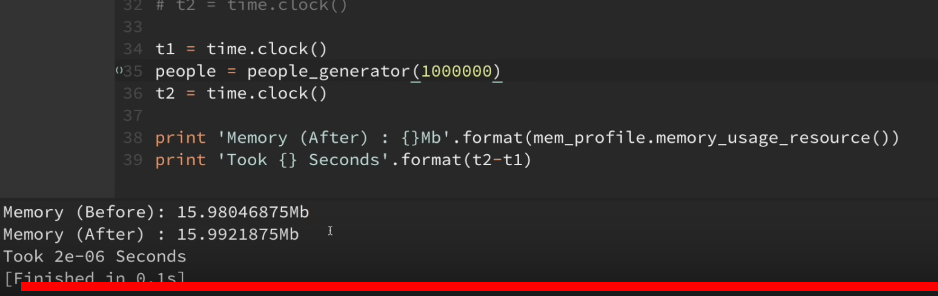 32 # t2 = time.clock()
33
34 t1 = time.clock()
35 people = people_generator(1000000)
36 t2 = time.clock()
37
38 print 'Memory (After) : {}Mb'.format(mem_profile.memory_usage_resource())
39 print 'Took {} Seconds'.format(t2-t1)
Memory (Before): 15.98046875Mb
Memory (After) : 15.9921875Mb
Took 2e-06 Seconds
[Finished in 0.1s]